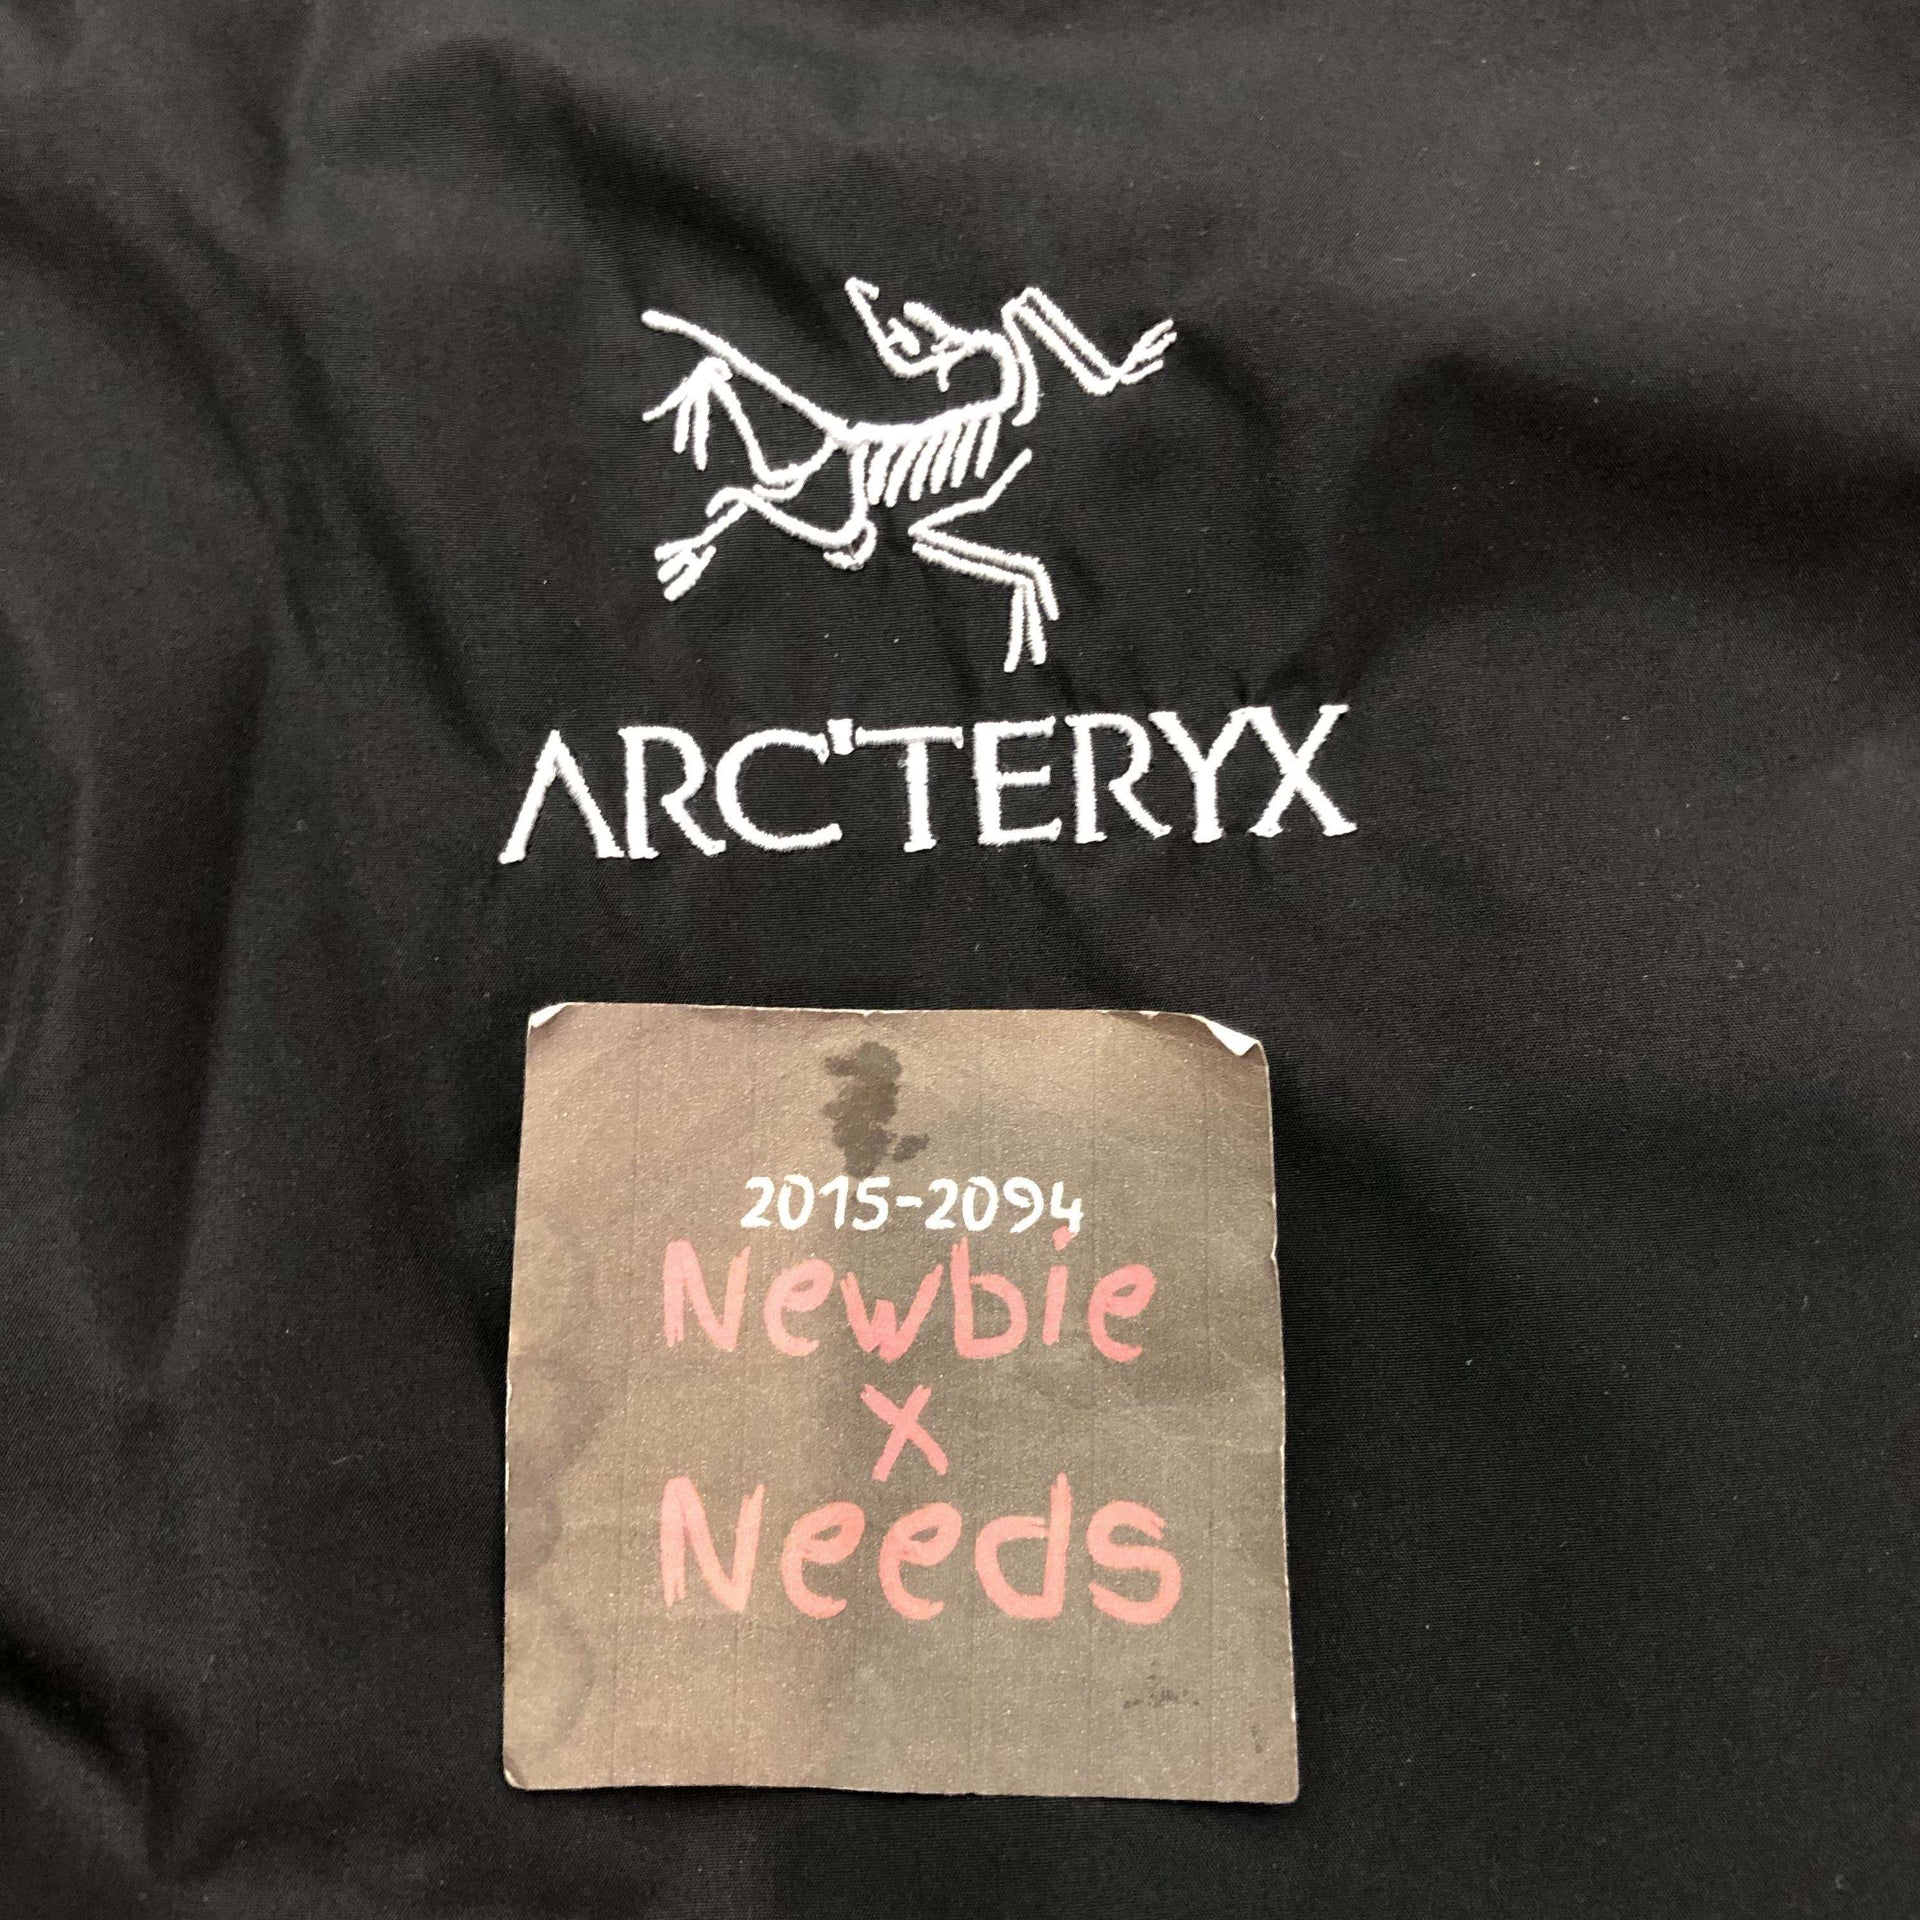 ARC'TERYX
2015-2094
Newbie
x
Needs